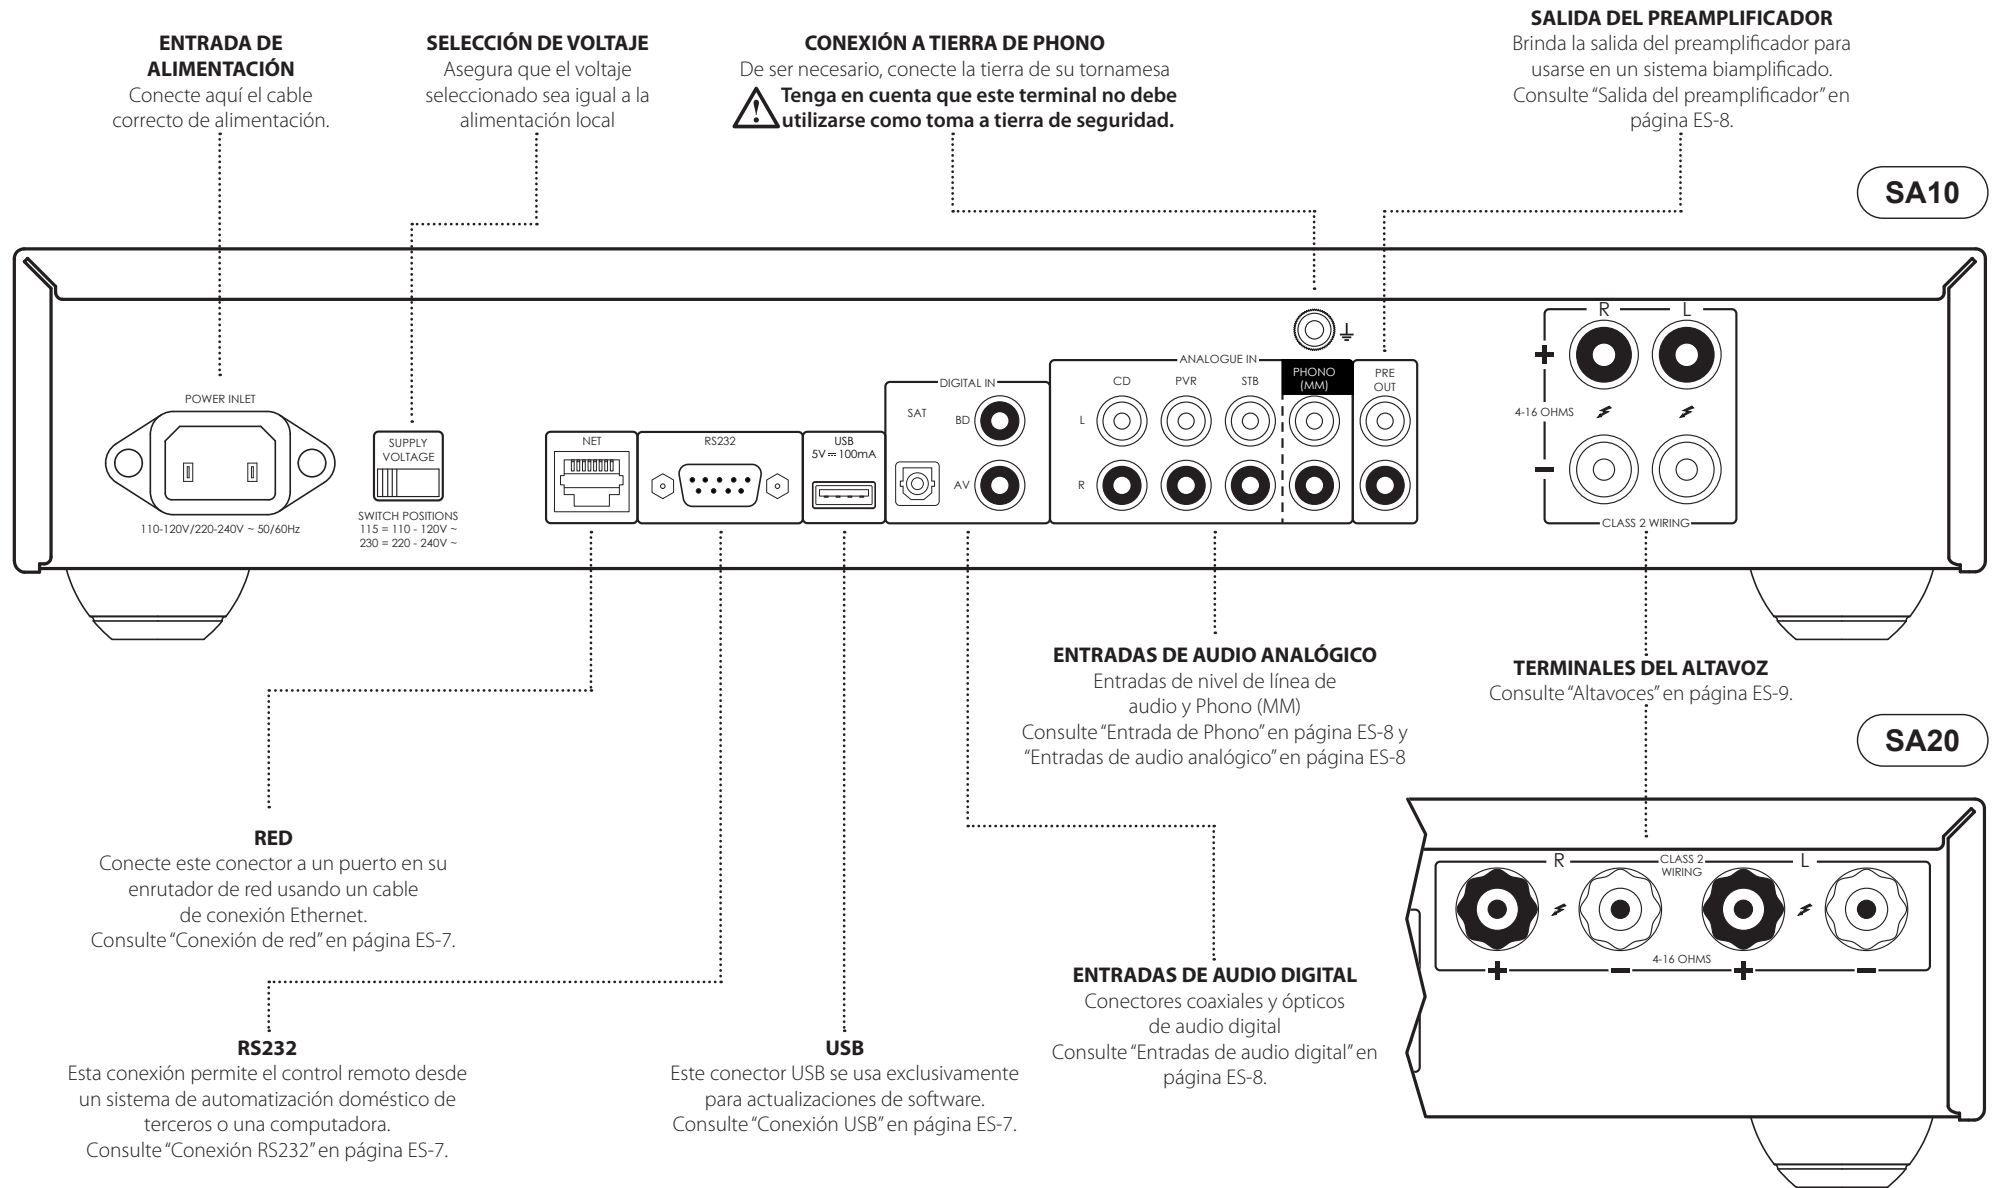 ENTRADA DE
ALIMENTACIÓN
Conecte aquí el cable
correcto de alimentación.
SELECCIÓN DE VOLTAJE
Asegura que el voltaje
seleccionado sea igual a la
alimentación local
CONEXIÓN A TIERRA DE PHONO
De ser necesario, conecte la tierra de su tornamesa
Tenga en cuenta que este terminal no debe
utilizarse como toma a tierra de seguridad.
SALIDA DEL PREAMPLIFICADOR
Brinda la salida del preamplificador para
usarse en un sistema biamplificado.
Consulte “Salida del preamplificador” en
página ES-8.
SA10
POWER INLET
110-120V/220-240V ~ 50/60Hz
SUPPLY
VOLTAGE
SWITCH POSITIONS
115 = 110 - 120V ~
230 = 220 - 240V ~
NET
RS232
USB
5V ⎓ 100mA
DIGITAL IN
SAT
BD
AV
ANALOGUE IN
CD
PVR
STB
PHONO
(MM)
L
R
PRE
OUT
R
L
+
4-16 OHMS
−
CLASS 2 WIRING
ENTRADAS DE AUDIO ANALÓGICO
Entradas de nivel de línea de
audio y Phono (MM)
Consulte “Entrada de Phono” en página ES-8 y
“Entradas de audio analógico” en página ES-8
TERMINALES DEL ALTAVOZ
Consulte “Altavoces” en página ES-9.
SA20
R
CLASS 2
WIRING
L
4-16 OHMS
+
−
+
−
RED
Conecte este conector a un puerto en su
enrutador de red usando un cable
de conexión Ethernet.
Consulte “Conexión de red” en página ES-7.
ENTRADAS DE AUDIO DIGITAL
Conectores coaxiales y ópticos
de audio digital
Consulte “Entradas de audio digital” en
página ES-8.
RS232
Esta conexión permite el control remoto desde
un sistema de automatización doméstico de
terceros o una computadora.
Consulte “Conexión RS232” en página ES-7.
USB
Este conector USB se usa exclusivamente
para actualizaciones de software.
Consulte “Conexión USB” en página ES-7.